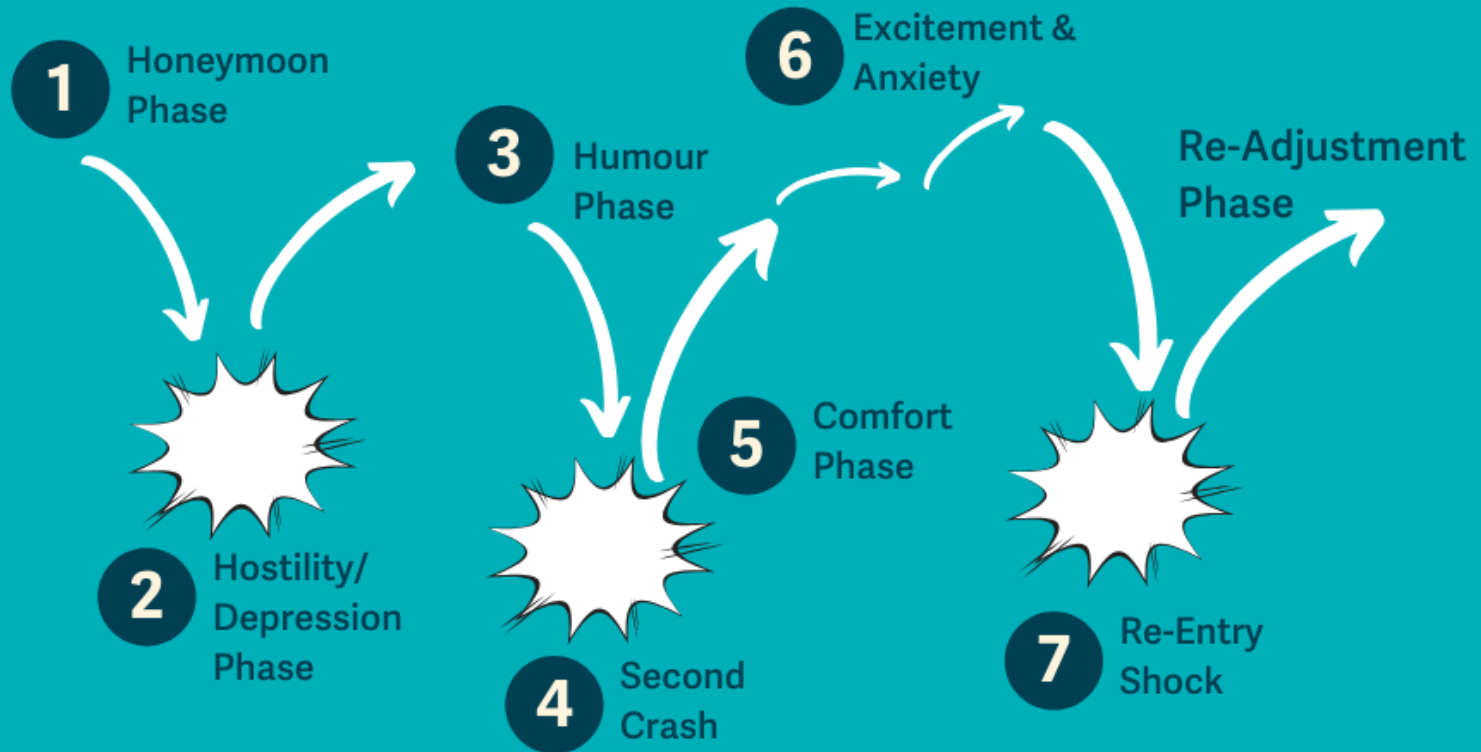 1
Honeymoon
Phase
2
Hostility/
Depression
Phase
3
Humour
Phase
4
Second
Crash
5
Comfort
Phase
6
Excitement &
Anxiety
7
Re-Entry
Shock
Re-Adjustment
Phase